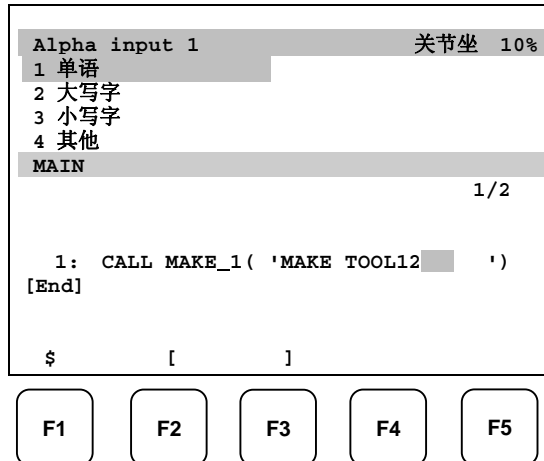 Alpha input 1 关节坐 10%
1 单语
2 大写字
3 小写字
4 其他
MAIN
1/2
1: CALL MAKE_1( 'MAKE TOOL12 ')
[End]
$ [ ]
F1 F2 F3 F4 F5